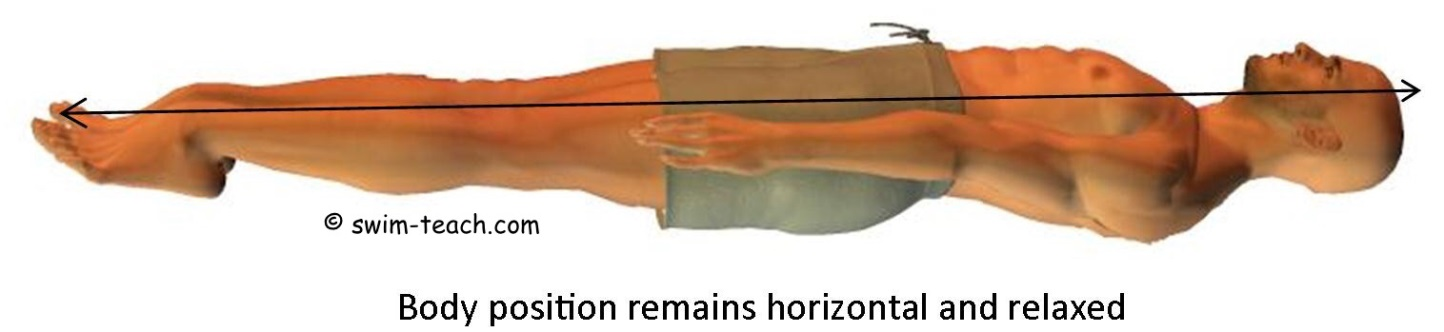 © swim-teach.com
Body position remains horizontal and relaxed